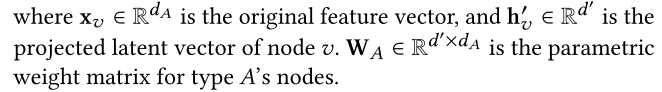 where x_v ∈ ℝ^{d_A} is the original feature vector, and h′_v ∈ ℝ^{d′} is the
projected latent vector of node v. W_A ∈ ℝ^{d′×d_A} is the parametric
weight matrix for type A's nodes.